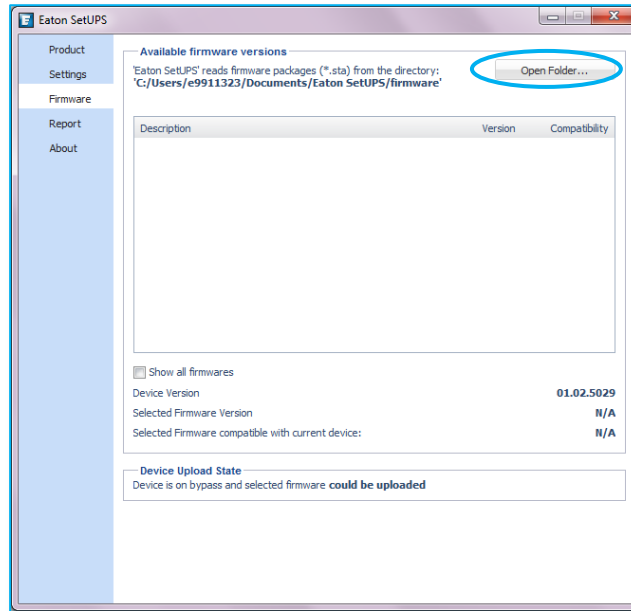 Eaton SetUPS
Product
Settings
Firmware
Report
About
Available firmware versions
'Eaton SetUPS' reads firmware packages (*.sta) from the directory:
'C:/Users/e9911323/Documents/Eaton SetUPS/firmware'
Open Folder...
Description Version Compatibility
Show all firmwares
Device Version 01.02.5029
Selected Firmware Version N/A
Selected Firmware compatible with current device: N/A
Device Upload State
Device is on bypass and selected firmware could be uploaded